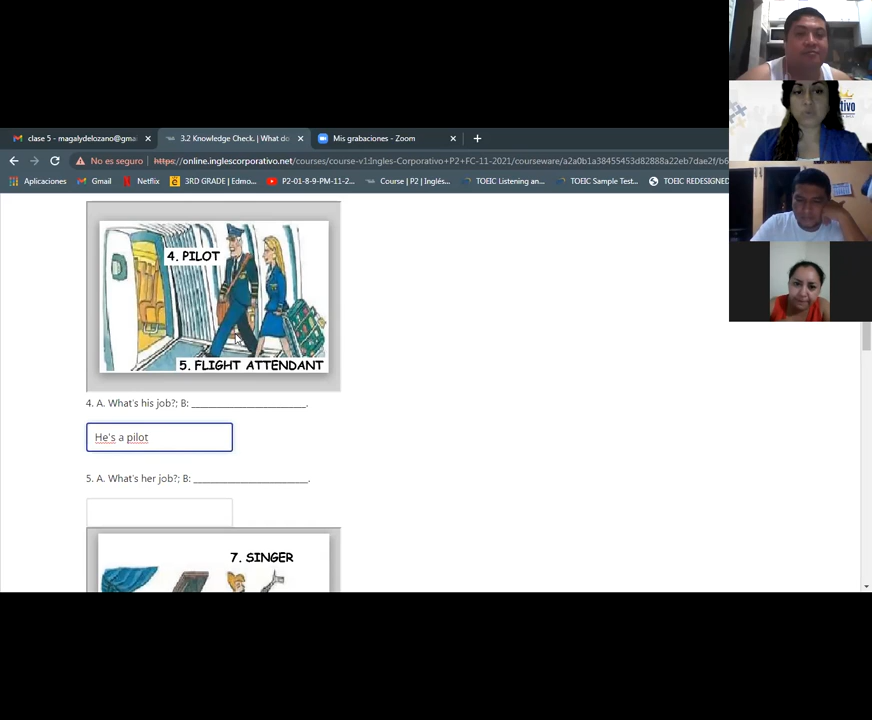 clase 5 - magalydelozano@gma
3.2 Knowledge Check. | What do
Mis grabaciones - Zoom
No es seguro | https://online.inglescorporativo.net/courses/course-v1:Ingles-Corporativo+P2+FC-11-2021/courseware/a2a0b1a38455453d82888a22eb7dae2f/b6
Aplicaciones
Gmail
Netflix
3RD GRADE | Edmo...
P2-01-8-9-PM-11-2...
Course | P2 | Inglés...
TOEIC Listening an...
TOEIC Sample Test...
TOEIC REDESIGNED
4. PILOT
5. FLIGHT ATTENDANT
4. A. What's his job?; B: ______________________.
He's a pilot
5. A. What's her job?; B: ______________________.
7. SINGER